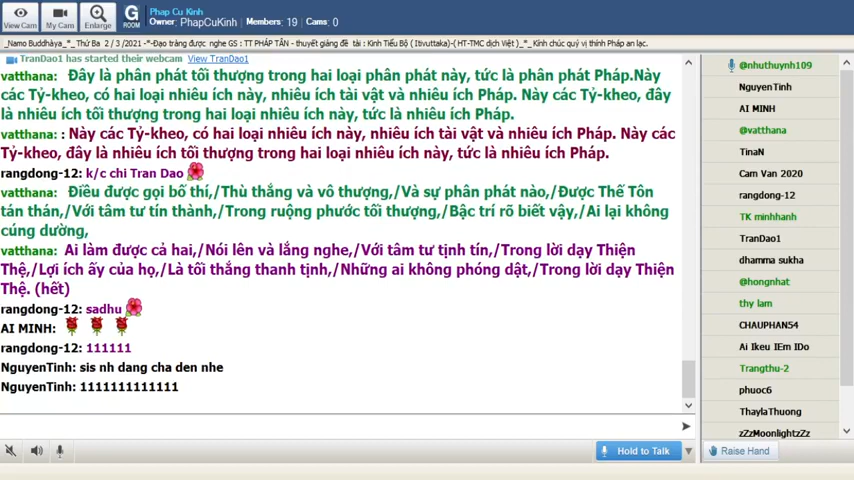 Phap Cu Kinh
Owner: PhapCuKinh | Members: 19 | Cams: 0
View Cam
My Cam
Enlarge
G
ROOM
_Namo Buddhàya_*_ Thứ Ba 2 / 3 /2021 -*-Đạo tràng được nghe GS : TT PHÁP TÂN - thuyết giảng đề tài : Kinh Tiểu Bộ ( Itivuttaka)-( HT-TMC dịch Việt )_*_ Kính chúc quý vị thính Pháp an lạc.
TranDao1 has started their webcam View TranDao1
vatthana: Đây là phân phát tối thượng trong hai loại phân phát này, tức là phân phát Pháp.Này
các Tỷ-kheo, có hai loại nhiêu ích này, nhiêu ích tài vật và nhiêu ích Pháp. Này các Tỷ-kheo, đây
là nhiêu ích tối thượng trong hai loại nhiêu ích này, tức là nhiêu ích Pháp.
vatthana: : Này các Tỷ-kheo, có hai loại nhiêu ích này, nhiêu ích tài vật và nhiêu ích Pháp. Này các
Tỷ-kheo, đây là nhiêu ích tối thượng trong hai loại nhiêu ích này, tức là nhiêu ích Pháp.
rangdong-12: k/c chi Tran Dao
vatthana: Điều được gọi bố thí,/Thù thắng và vô thượng,/Và sự phân phát nào,/Được Thế Tôn
tán thán,/Với tâm tư tín thành,/Trong ruộng phước tối thượng,/Bậc trí rõ biết vậy,/Ai lại không
cúng dường,
vatthana: Ai làm được cả hai,/Nói lên và lắng nghe,/Với tâm tư tịnh tín,/Trong lời dạy Thiện
Thệ,/Lợi ích ấy của họ,/Là tối thắng thanh tịnh,/Những ai không phóng dật,/Trong lời dạy Thiện
Thệ. (hết)
rangdong-12: sadhu
AI MINH:
rangdong-12: 111111
NguyenTinh: sis nh dang cha den nhe
NguyenTinh: 1111111111111
Hold to Talk
@nhuthuynh109
NguyenTinh
AI MINH
@vatthana
TinaN
Cam Van 2020
rangdong-12
TK minhhanh
TranDao1
dhamma sukha
@hongnhat
thy lam
CHAUPHAN54
Ai Ikeu IEm IDo
Trangthu-2
phuoc6
ThaylaThuong
zZzMoonlightzZz
Raise Hand